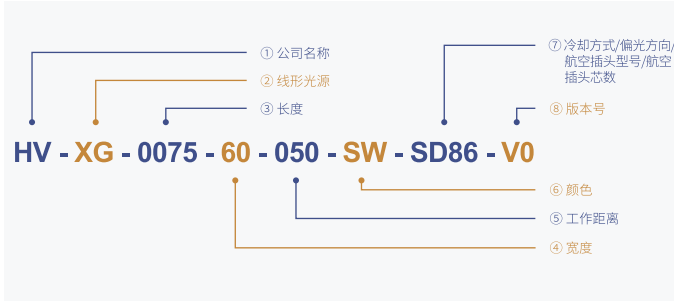 ① 公司名称
② 线形光源
③ 长度
⑦ 冷却方式/偏光方向/
航空插头型号/航空
插头芯数
⑧ 版本号
HV - XG - 0075 - 60 - 050 - SW - SD86 - V0
⑥ 颜色
⑤ 工作距离
④ 宽度